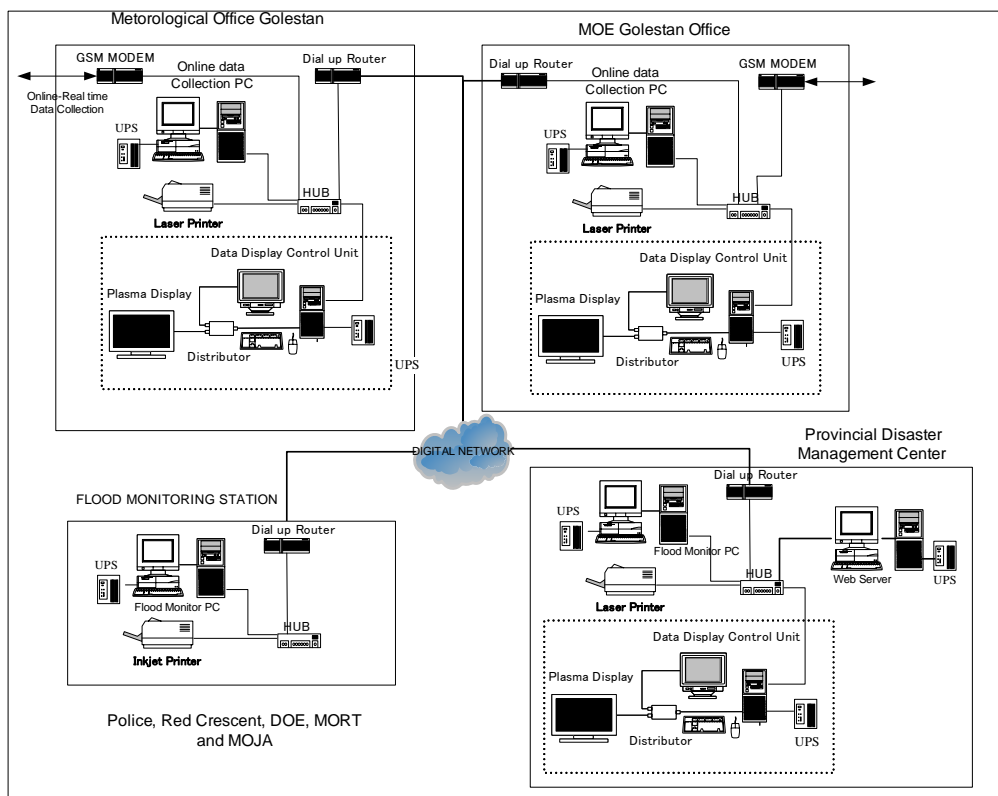 Metorological Office Golestan
GSM MODEM
Dial up Router
Online data
Collection PC
Online-Real time
Data Collection
UPS
HUB
Laser Printer
Data Display Control Unit
Plasma Display
Distributor
UPS
MOE Golestan Office
Dial up Router
Online data
Collection PC
GSM MODEM
UPS
HUB
Laser Printer
Data Display Control Unit
Plasma Display
Distributor
UPS
DIGITAL NETWORK
FLOOD MONITORING STATION
Dial up Router
UPS
Flood Monitor PC
HUB
Inkjet Printer
Police, Red Crescent, DOE, MORT
and MOJA
Provincial Disaster
Management Center
Dial up Router
UPS
Flood Monitor PC
HUB
Web Server
UPS
Laser Printer
Data Display Control Unit
Plasma Display
Distributor
UPS